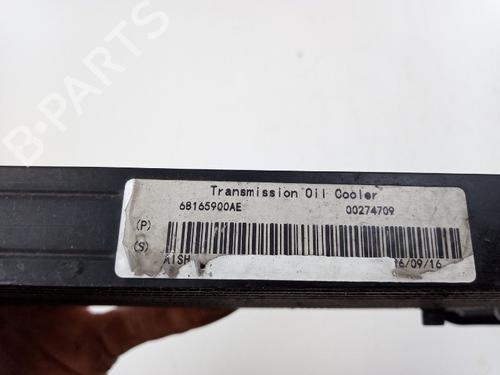 B-PARTS
Transmission Oil Cooler
68165900AE 00274709
(P)
(S)
AISH 16/09/16